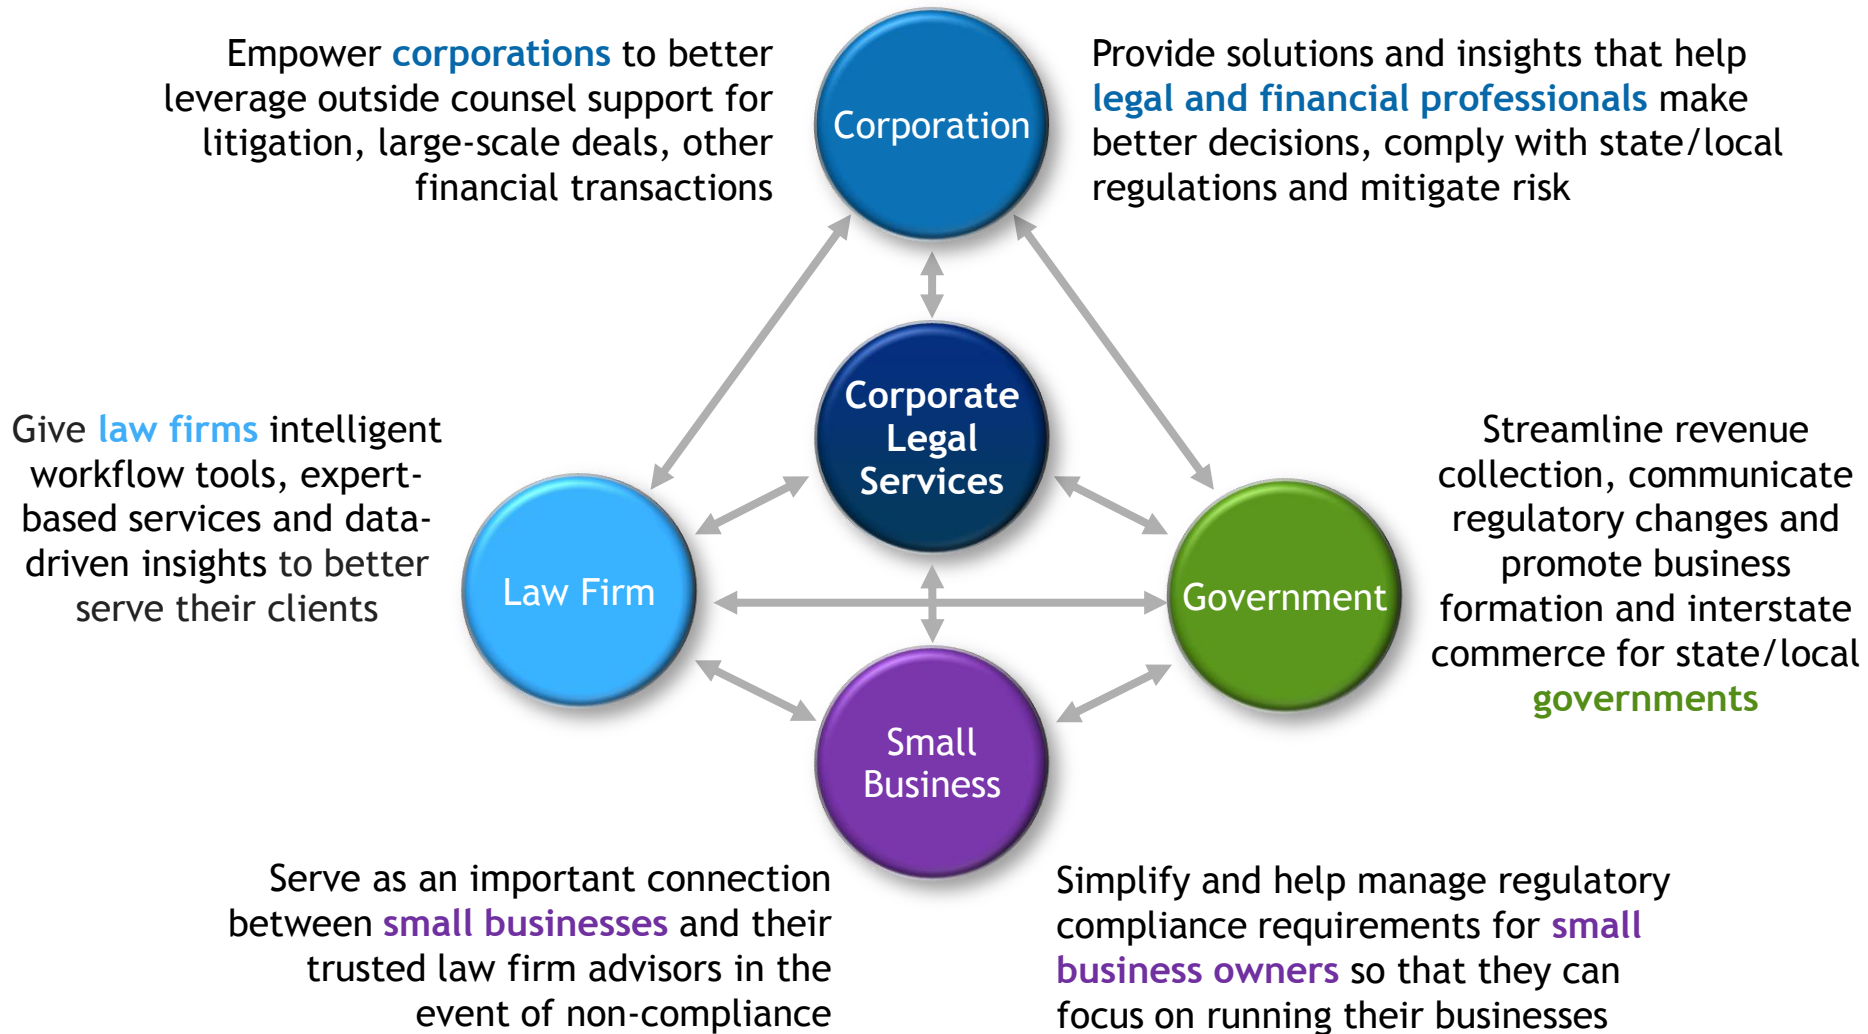 Empower corporations to better
leverage outside counsel support for
litigation, large-scale deals, other
financial transactions
Corporation
Provide solutions and insights that help
legal and financial professionals make
better decisions, comply with state/local
regulations and mitigate risk
Corporate
Legal
Services
Give law firms intelligent
workflow tools, expert-
based services and data-
driven insights to better
serve their clients
Law Firm
Government
Streamline revenue
collection, communicate
regulatory changes and
promote business
formation and interstate
commerce for state/local
governments
Small
Business
Serve as an important connection
between small businesses and their
trusted law firm advisors in the
event of non-compliance
Simplify and help manage regulatory
compliance requirements for small
business owners so that they can
focus on running their businesses